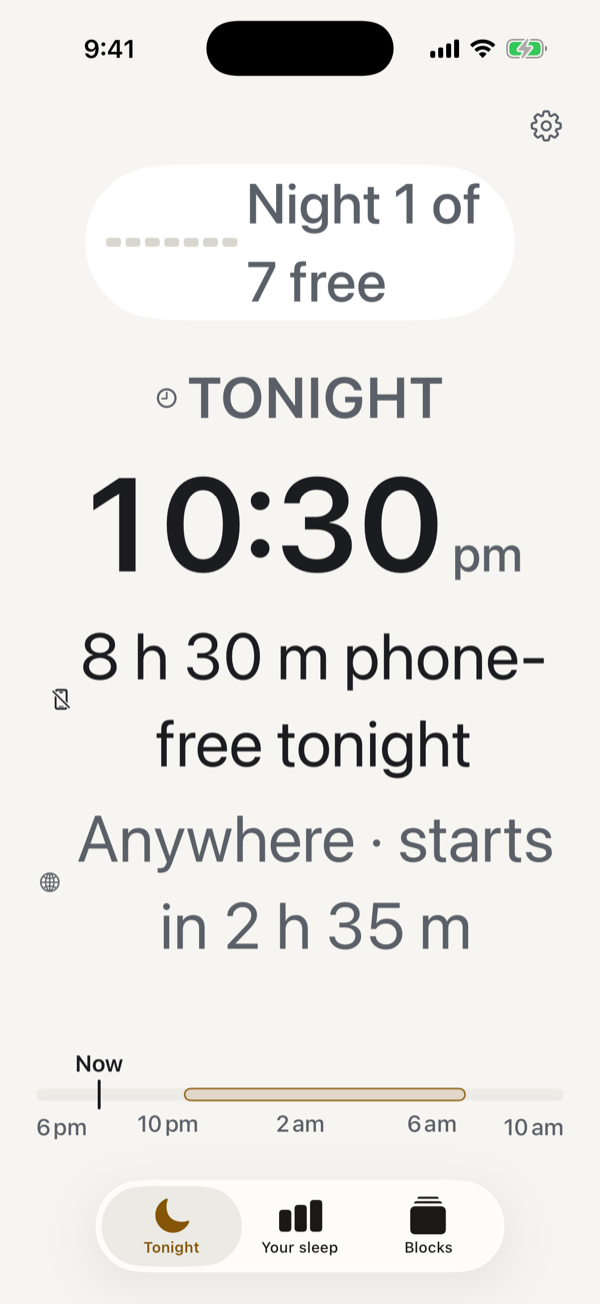 9:41
Night 1 of
7 free
TONIGHT
10:30 pm
8 h 30 m phone-
free tonight
Anywhere · starts
in 2 h 35 m
Now
6 pm 10 pm 2 am 6 am 10 am
Tonight Your sleep Blocks